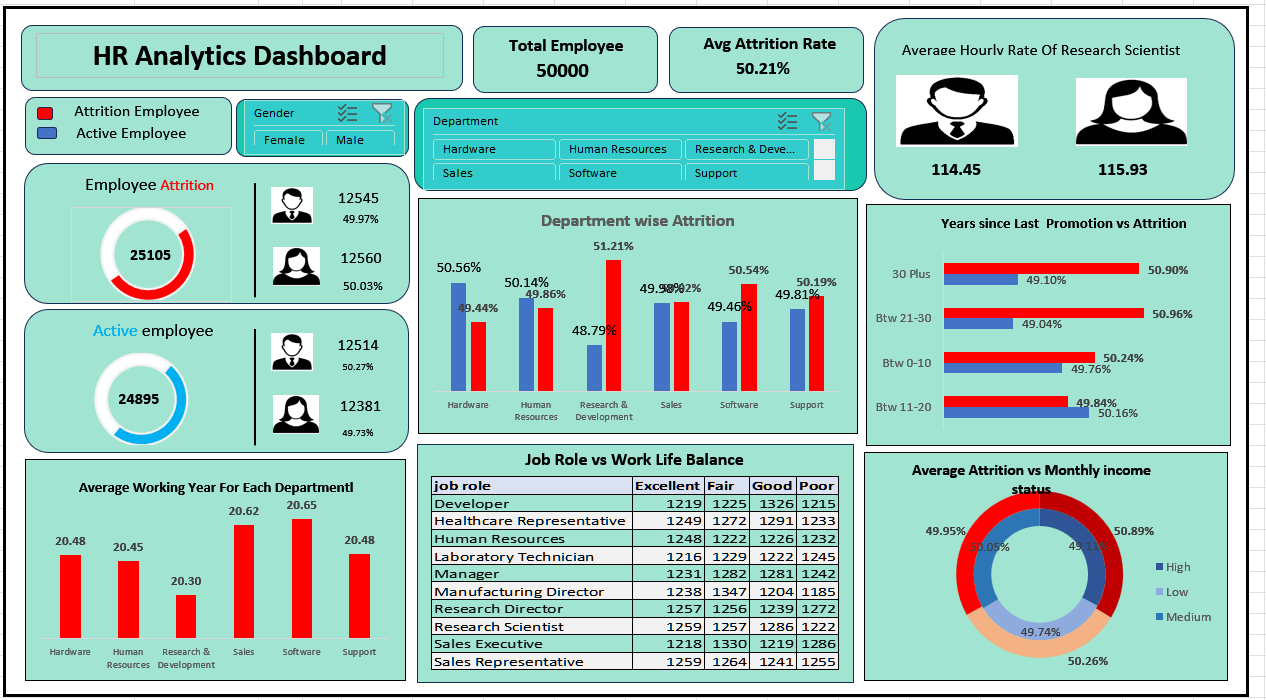 HR Analytics Dashboard
Total Employee
50000
Avg Attrition Rate
50.21%
Average Hourly Rate Of Research Scientist
114.45
115.93
Attrition Employee
Active Employee
Gender
Female
Male
Department
Hardware
Human Resources
Research & Deve...
Sales
Software
Support
Employee Attrition
25105
12545
49.97%
12560
50.03%
Active employee
24895
12514
50.27%
12381
49.73%
Department wise Attrition
50.56%
49.44%
50.14%
49.86%
48.79%
51.21%
49.98%
49.46%
50.54%
49.81%
50.19%
Hardware
Human
Resources
Research &
Development
Sales
Software
Support
Years since Last Promotion vs Attrition
30 Plus
50.90%
49.10%
Btw 21-30
50.96%
49.04%
Btw 0-10
50.24%
49.76%
Btw 11-20
49.84%
50.16%
Average Working Year For Each Departmentl
20.48
20.45
20.30
20.62
20.65
20.48
Hardware
Human
Resources
Research &
Development
Sales
Software
Support
Job Role vs Work Life Balance
job role Excellent Fair Good Poor
Developer 1219 1225 1326 1215
Healthcare Representative 1249 1272 1291 1233
Human Resources 1248 1222 1226 1232
Laboratory Technician 1216 1229 1222 1245
Manager 1231 1282 1281 1242
Manufacturing Director 1238 1347 1204 1185
Research Director 1257 1256 1239 1272
Research Scientist 1259 1257 1286 1222
Sales Executive 1218 1330 1219 1286
Sales Representative 1259 1264 1241 1255
Average Attrition vs Monthly income
status
49.95%
50.05%
50.89%
49.74%
50.26%
High
Low
Medium